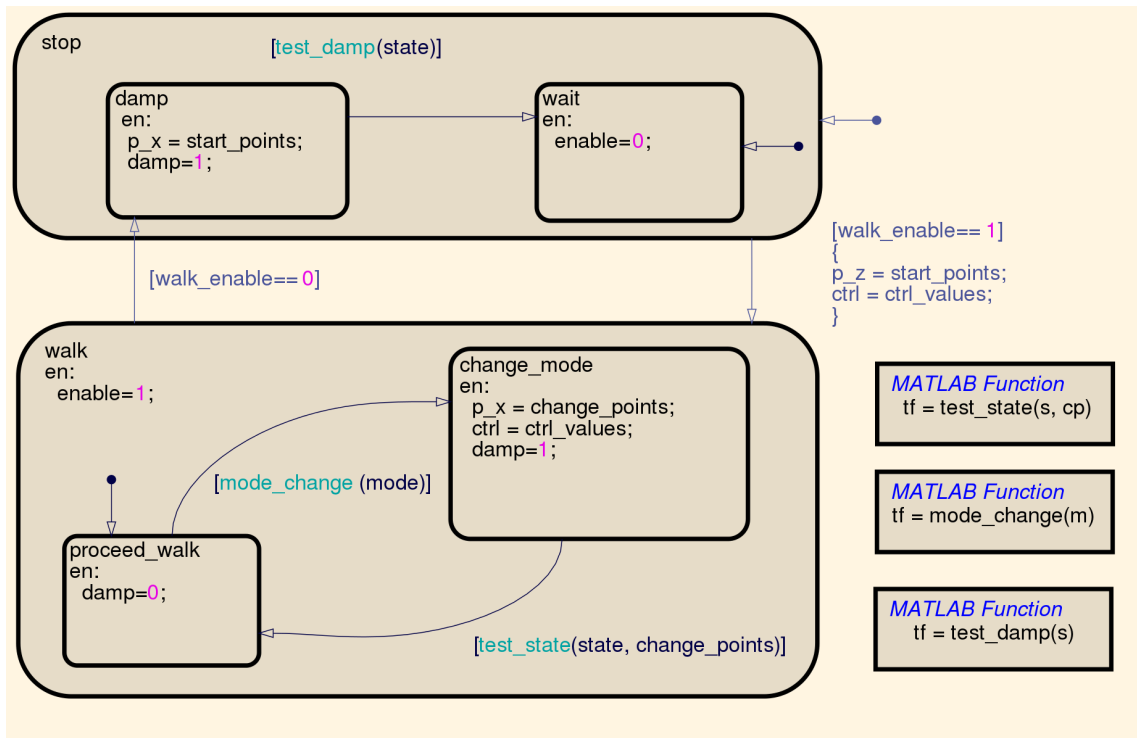 stop
[test_damp(state)]
damp
en:
p_x = start_points;
damp=1;
wait
en:
enable=0;
[walk_enable== 1]
{
p_z = start_points;
ctrl = ctrl_values;
}
[walk_enable== 0]
walk
en:
enable=1;
change_mode
en:
p_x = change_points;
ctrl = ctrl_values;
damp=1;
[mode_change (mode)]
proceed_walk
en:
damp=0;
[test_state(state, change_points)]
MATLAB Function
tf = test_state(s, cp)
MATLAB Function
tf = mode_change(m)
MATLAB Function
tf = test_damp(s)